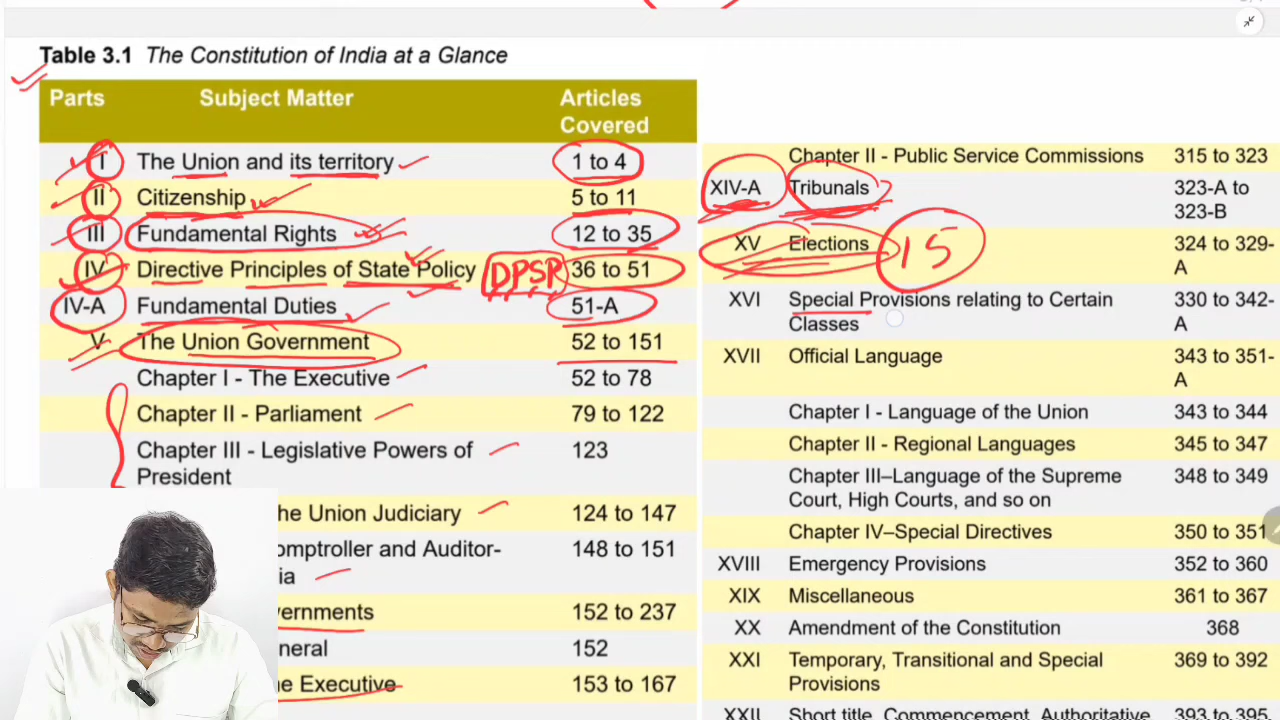 Table 3.1 The Constitution of India at a Glance
Parts Subject Matter Articles
Covered
I The Union and its territory 1 to 4
II Citizenship 5 to 11
III Fundamental Rights 12 to 35
IV Directive Principles of State Policy DPSP 36 to 51
IV-A Fundamental Duties 51-A
V The Union Government 52 to 151
Chapter I - The Executive 52 to 78
Chapter II - Parliament 79 to 122
Chapter III - Legislative Powers of 123
President
he Union Judiciary 124 to 147
omptroller and Auditor- 148 to 151
ia
vernments 152 to 237
neral 152
he Executive 153 to 167
Chapter II - Public Service Commissions 315 to 323
XIV-A Tribunals 323-A to
323-B
XV Elections 15 324 to 329-
A
XVI Special Provisions relating to Certain 330 to 342-
Classes A
XVII Official Language 343 to 351-
A
Chapter I - Language of the Union 343 to 344
Chapter II - Regional Languages 345 to 347
Chapter III–Language of the Supreme 348 to 349
Court, High Courts, and so on
Chapter IV–Special Directives 350 to 351
XVIII Emergency Provisions 352 to 360
XIX Miscellaneous 361 to 367
XX Amendment of the Constitution 368
XXI Temporary, Transitional and Special 369 to 392
Provisions
XXII Short title, Commencement, Authoritative 393 to 395